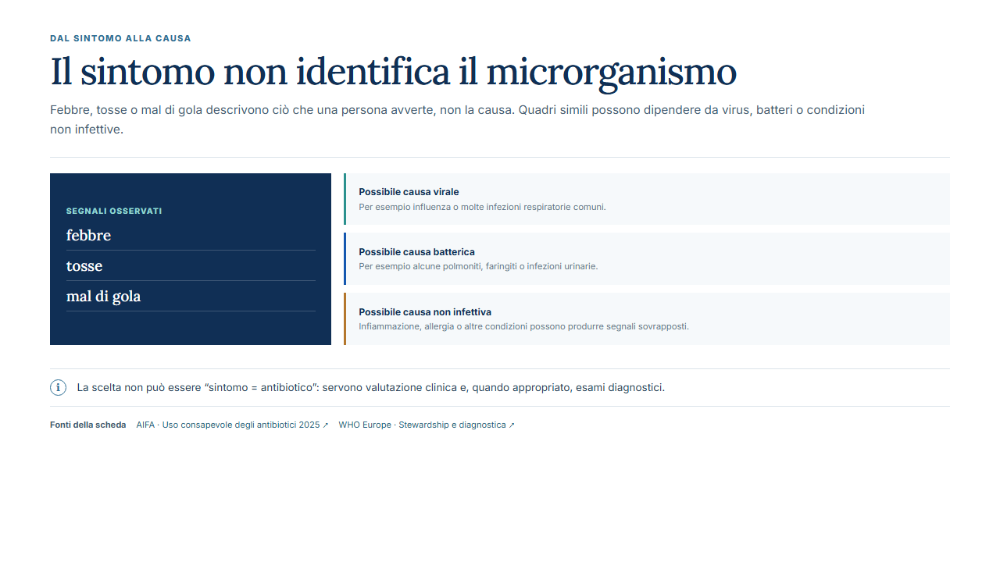 DAL SINTOMO ALLA CAUSA
Il sintomo non identifica il microrganismo
Febbre, tosse o mal di gola descrivono ciò che una persona avverte, non la causa. Quadri simili possono dipendere da virus, batteri o condizioni
non infettive.
SEGNALI OSSERVATI
febbre
tosse
mal di gola
Possibile causa virale
Per esempio influenza o molte infezioni respiratorie comuni.
Possibile causa batterica
Per esempio alcune polmoniti, faringiti o infezioni urinarie.
Possibile causa non infettiva
Infiammazione, allergia o altre condizioni possono produrre segnali sovrapposti.
i La scelta non può essere “sintomo = antibiotico”: servono valutazione clinica e, quando appropriato, esami diagnostici.
Fonti della scheda AIFA · Uso consapevole degli antibiotici 2025 ↗ WHO Europe · Stewardship e diagnostica ↗